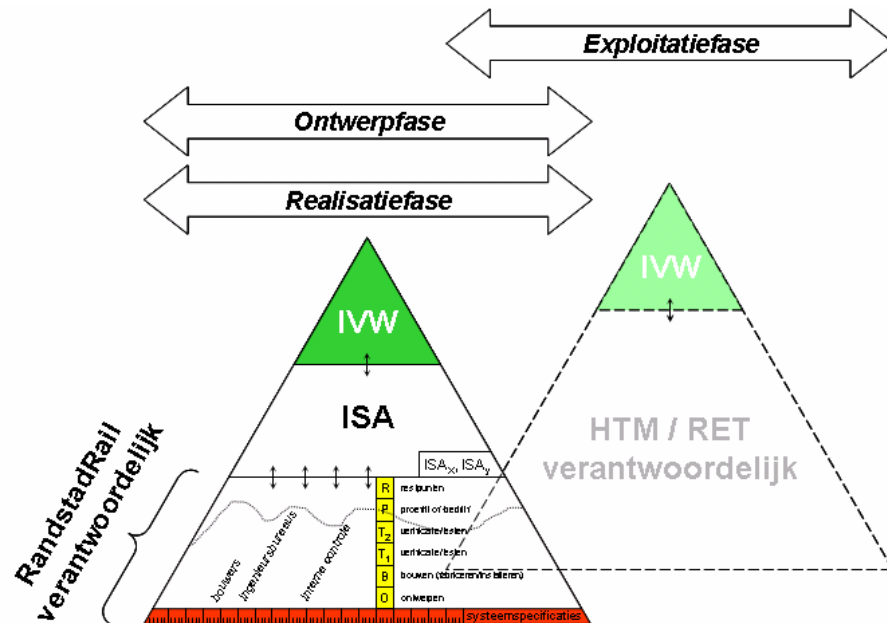 Exploitatiefase
Ontwerpfase
Realisatiefase
IVW
IVW
ISA
HTM / RET
verantwoordelijk
RandstadRail
verantwoordelijk
ISAx, ISAy
R restpunten
P proefrit of bedrijf
T2 verificatie/testen
T1 verificatie/testen
B bouwen (fabriceren/installeren)
O ontwerpen
bouwers
ingenieursbureaus
interne controle
systeemspecificaties